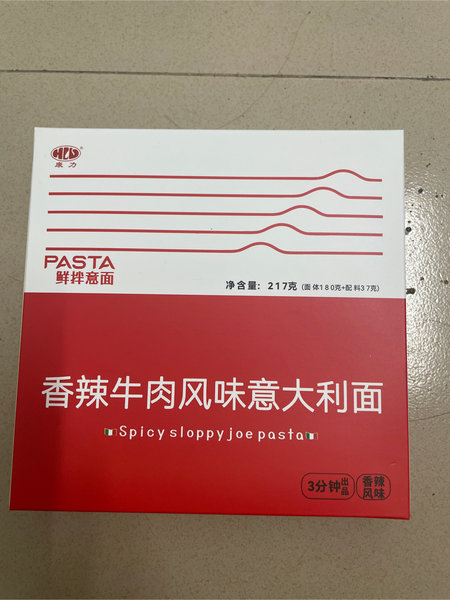 康力
PASTA
鲜拌意面
净含量：217克（面体180克+配料37克）
香辣牛肉风味意大利面
Spicy sloppy joe pasta
3分钟出品
香辣风味